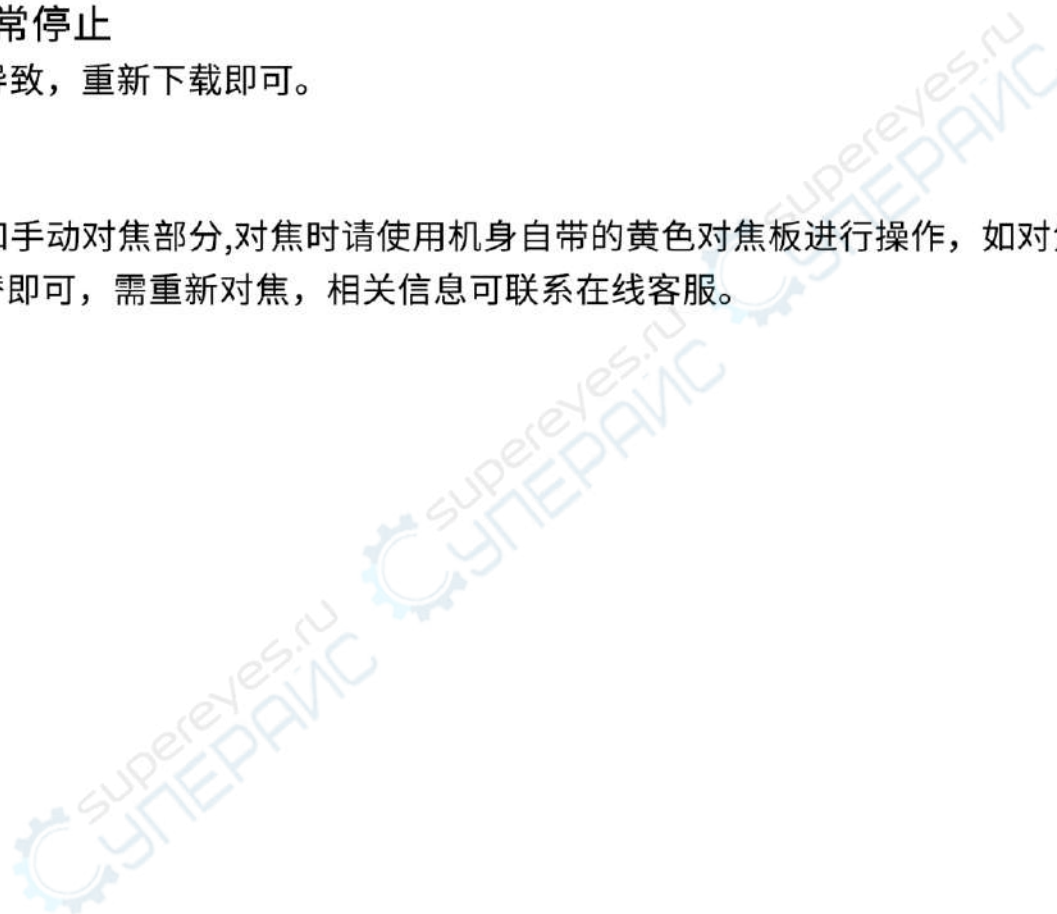 常停止
导致，重新下载即可。
和手动对焦部分,对焦时请使用机身自带的黄色对焦板进行操作，如对焦
即可，需重新对焦，相关信息可联系在线客服。
supereyes.ru
СУПЕРАЙС
supereyes.ru
СУПЕРАЙС
supereyes.ru
СУПЕРАЙС